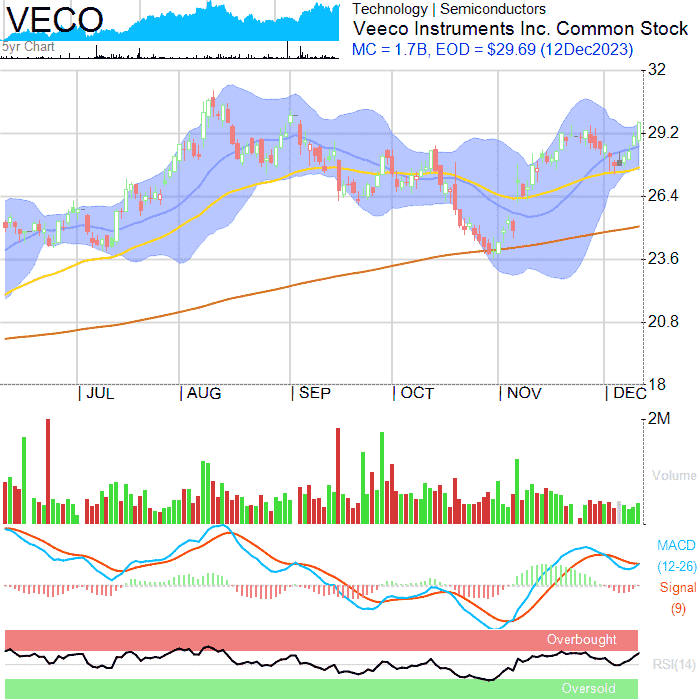 VECO
5yr Chart
Technology | Semiconductors
Veeco Instruments Inc. Common Stock
MC = 1.7B, EOD = $29.69 (12Dec2023)
32
29.2
26.4
23.6
20.8
18
| JUL | AUG | SEP | OCT | NOV | DEC
2M
Volume
MACD
(12-26)
Signal
(9)
Overbought
RSI(14)
Oversold